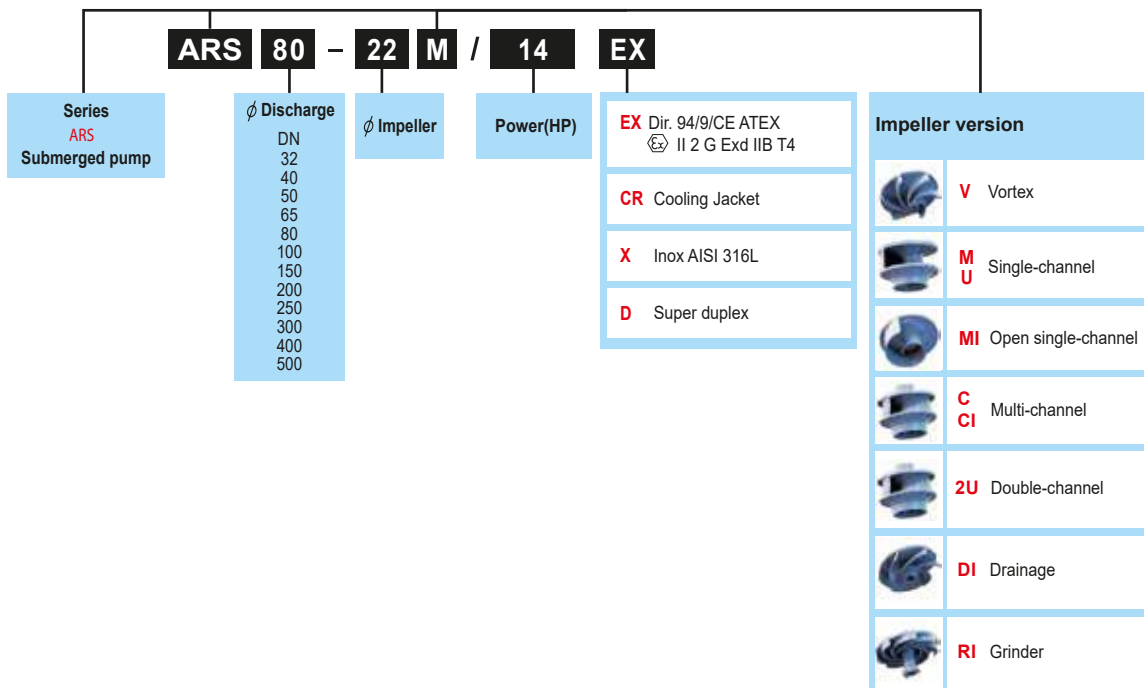 ARS 80 – 22 M / 14 EX
Series
ARS
Submerged pump
ϕ Discharge
DN
32
40
50
65
80
100
150
200
250
300
400
500
ϕ Impeller
Power(HP)
EX Dir. 94/9/CE ATEX
Ex II 2 G Exd IIB T4
CR Cooling Jacket
X Inox AISI 316L
D Super duplex
Impeller version
V Vortex
M
U Single-channel
MI Open single-channel
C
CI Multi-channel
2U Double-channel
DI Drainage
RI Grinder